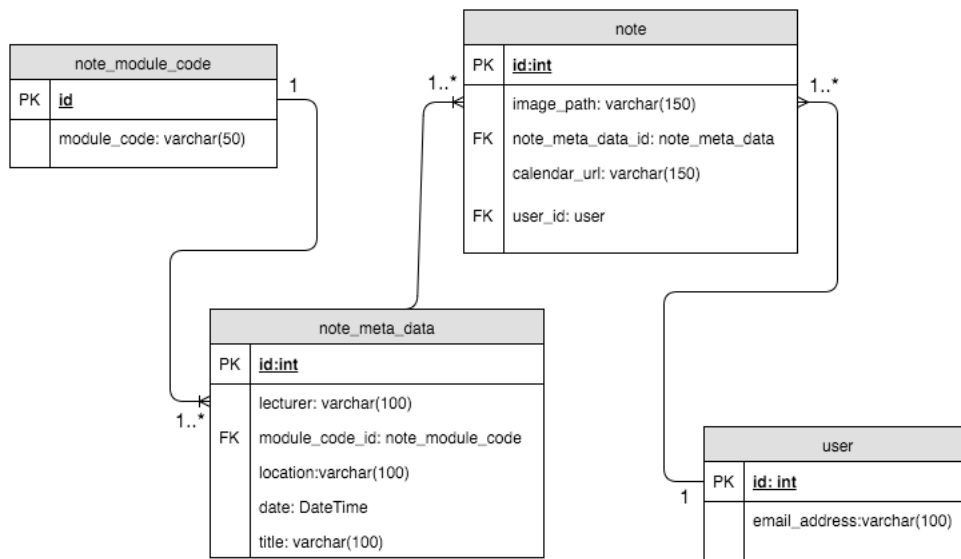 note_module_code
PK id
module_code: varchar(50)
1
1..*
note
PK id:int
image_path: varchar(150)
FK note_meta_data_id: note_meta_data
calendar_url: varchar(150)
FK user_id: user
1..*
1..*
note_meta_data
PK id:int
lecturer: varchar(100)
FK module_code_id: note_module_code
location:varchar(100)
date: DateTime
title: varchar(100)
user
PK id: int
email_address:varchar(100)
1